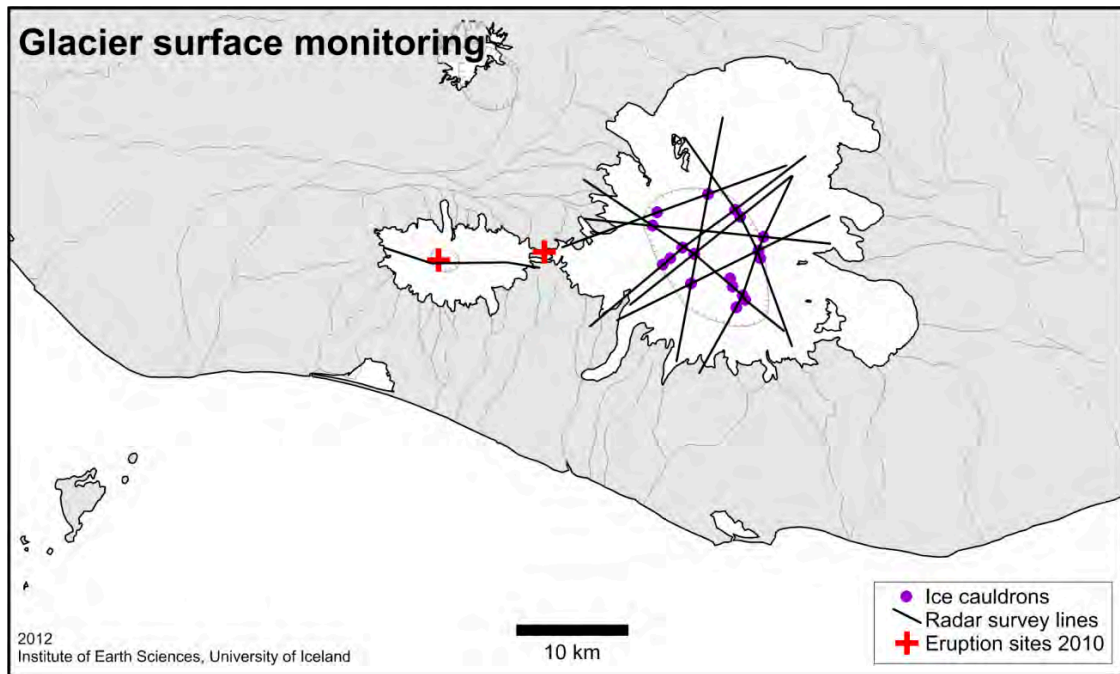 Glacier surface monitoring
Ice cauldrons
Radar survey lines
Eruption sites 2010
2012
Institute of Earth Sciences, University of Iceland
10 km